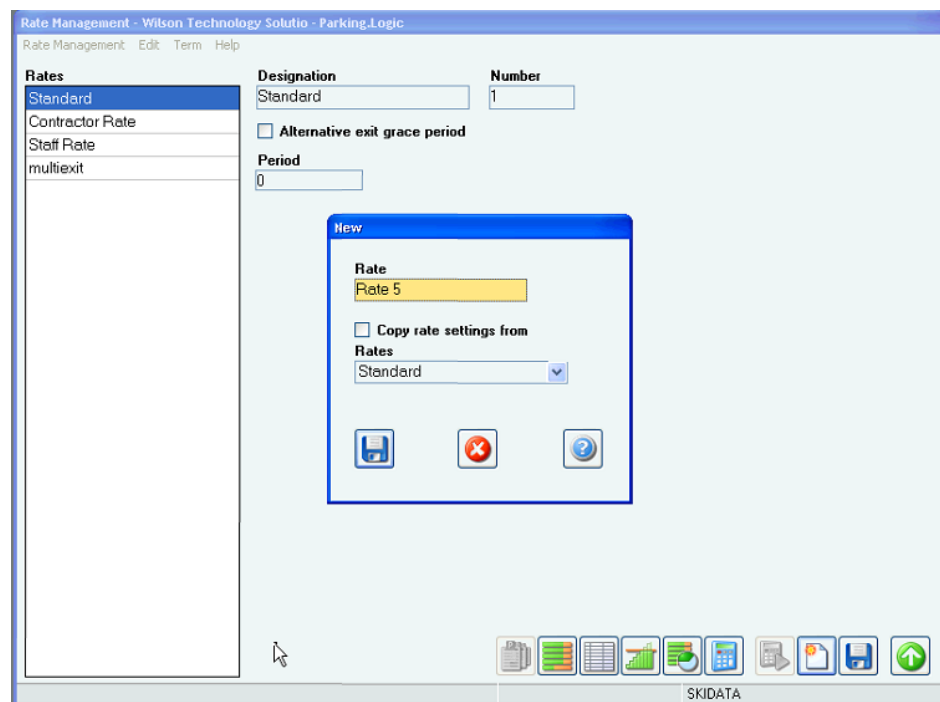 Rate Management - Wilson Technology Solutio - Parking.Logic
Rate Management Edit Term Help
Rates
Standard
Contractor Rate
Staff Rate
multiexit
Designation
Standard
Number
1
Alternative exit grace period
Period
0
New
Rate
Rate 5
Copy rate settings from
Rates
Standard
SKIDATA